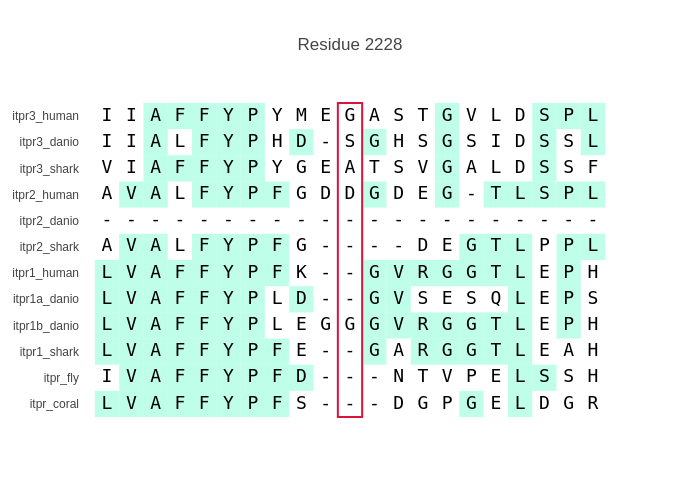 Residue 2228
itpr3_human I I A F F Y P Y M E G A S T G V L D S P L
itpr3_danio I I A L F Y P H D - S G H S G S I D S S L
itpr3_shark V I A F F Y P Y G E A T S V G A L D S S F
itpr2_human A V A L F Y P F G D D G D E G - T L S P L
itpr2_danio - - - - - - - - - - - - - - - - - - - - -
itpr2_shark A V A L F Y P F G - - - - D E G T L P P L
itpr1_human L V A F F Y P F K - - G V R G G T L E P H
itpr1a_danio L V A F F Y P L D - - G V S E S Q L E P S
itpr1b_danio L V A F F Y P L E G G G V R G G T L E P H
itpr1_shark L V A F F Y P F E - - G A R G G T L E A H
itpr_fly I V A F F Y P F D - - - N T V P E L S S H
itpr_coral L V A F F Y P F S - - - D G P G E L D G R